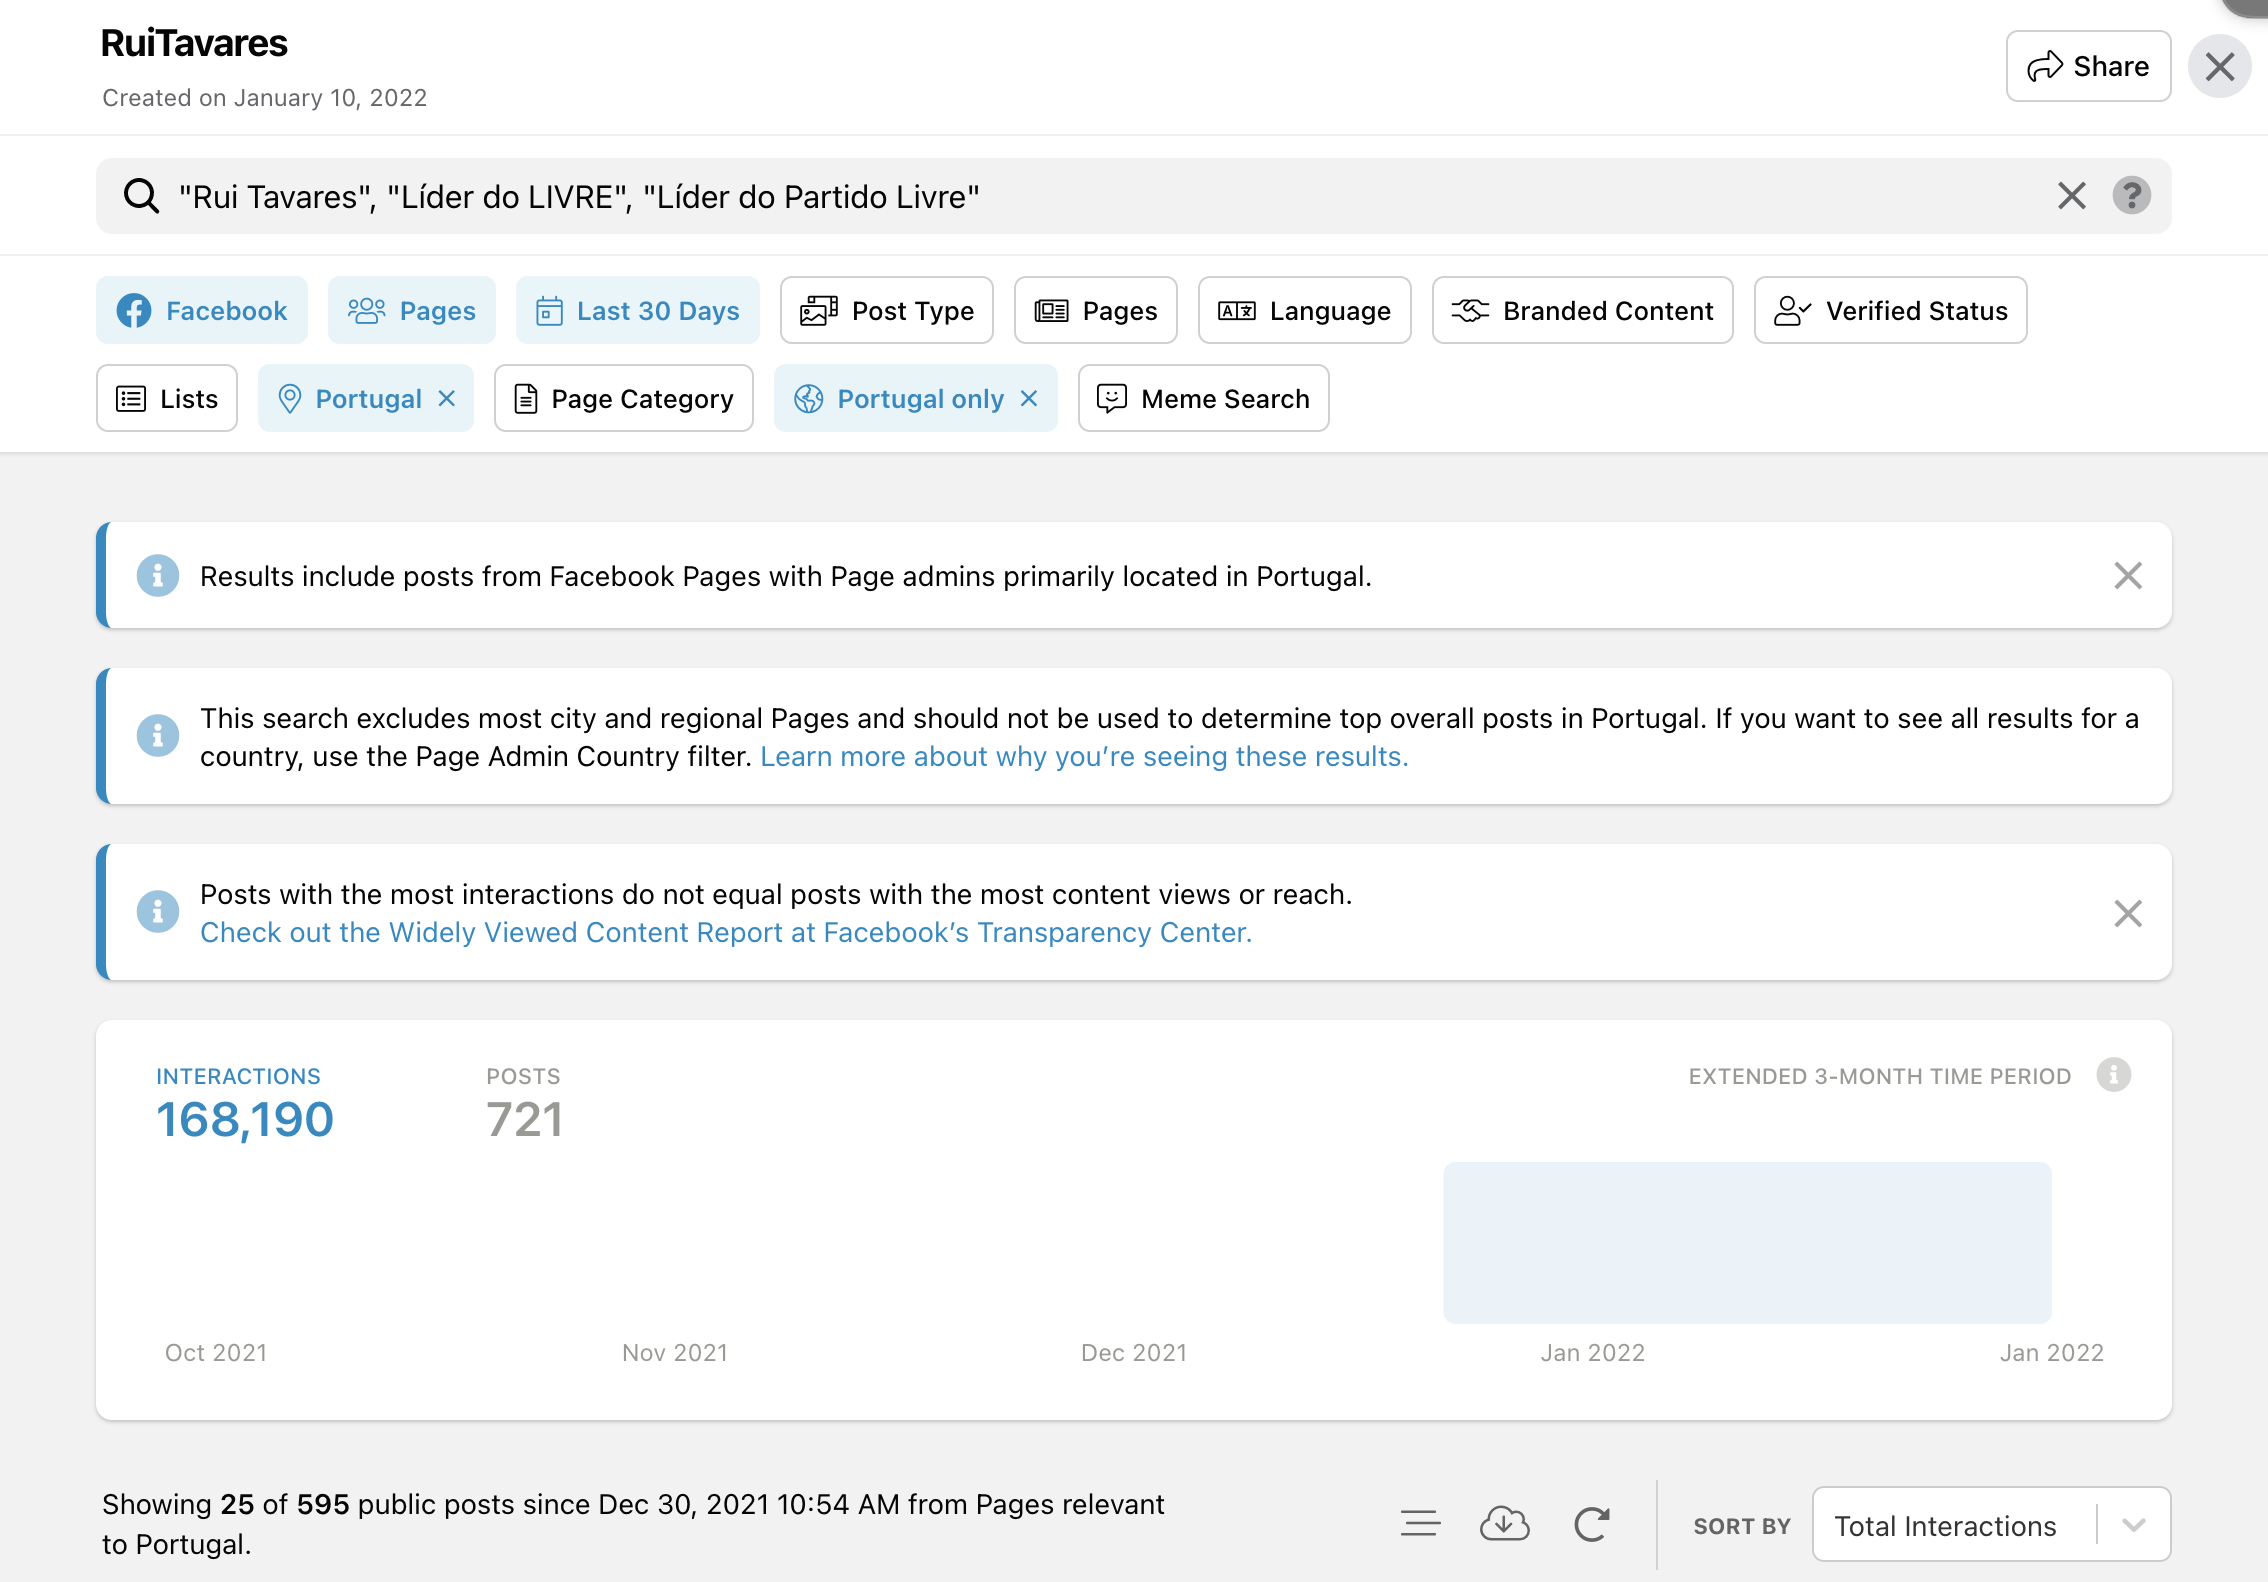 RuiTavares
Created on January 10, 2022
Share
"Rui Tavares", "Líder do LIVRE", "Líder do Partido Livre"
?
Facebook
Pages
Last 30 Days
Post Type
Pages
Language
Branded Content
Verified Status
Lists
Portugal
Page Category
Portugal only
Meme Search
Results include posts from Facebook Pages with Page admins primarily located in Portugal.
This search excludes most city and regional Pages and should not be used to determine top overall posts in Portugal. If you want to see all results for a
country, use the Page Admin Country filter. Learn more about why you’re seeing these results.
Posts with the most interactions do not equal posts with the most content views or reach.
Check out the Widely Viewed Content Report at Facebook’s Transparency Center.
INTERACTIONS
168,190
POSTS
721
EXTENDED 3-MONTH TIME PERIOD
Oct 2021
Nov 2021
Dec 2021
Jan 2022
Jan 2022
Showing 25 of 595 public posts since Dec 30, 2021 10:54 AM from Pages relevant
to Portugal.
SORT BY
Total Interactions